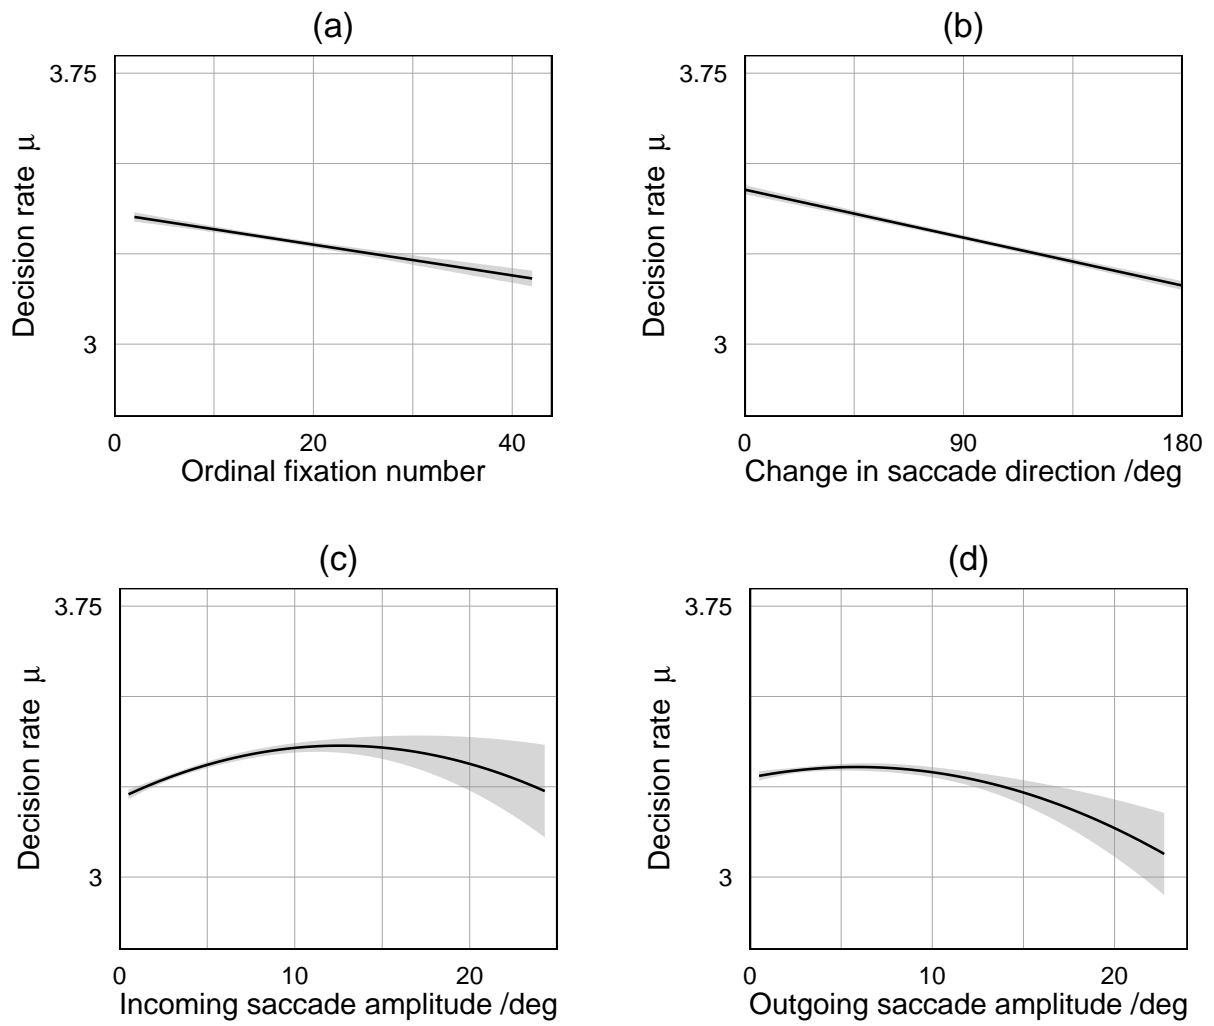 (a)
3.75
3
Decision rate μ
0 20 40
Ordinal fixation number
(b)
3.75
3
Decision rate μ
0 90 180
Change in saccade direction /deg
(c)
3.75
3
Decision rate μ
0 10 20
Incoming saccade amplitude /deg
(d)
3.75
3
Decision rate μ
0 10 20
Outgoing saccade amplitude /deg